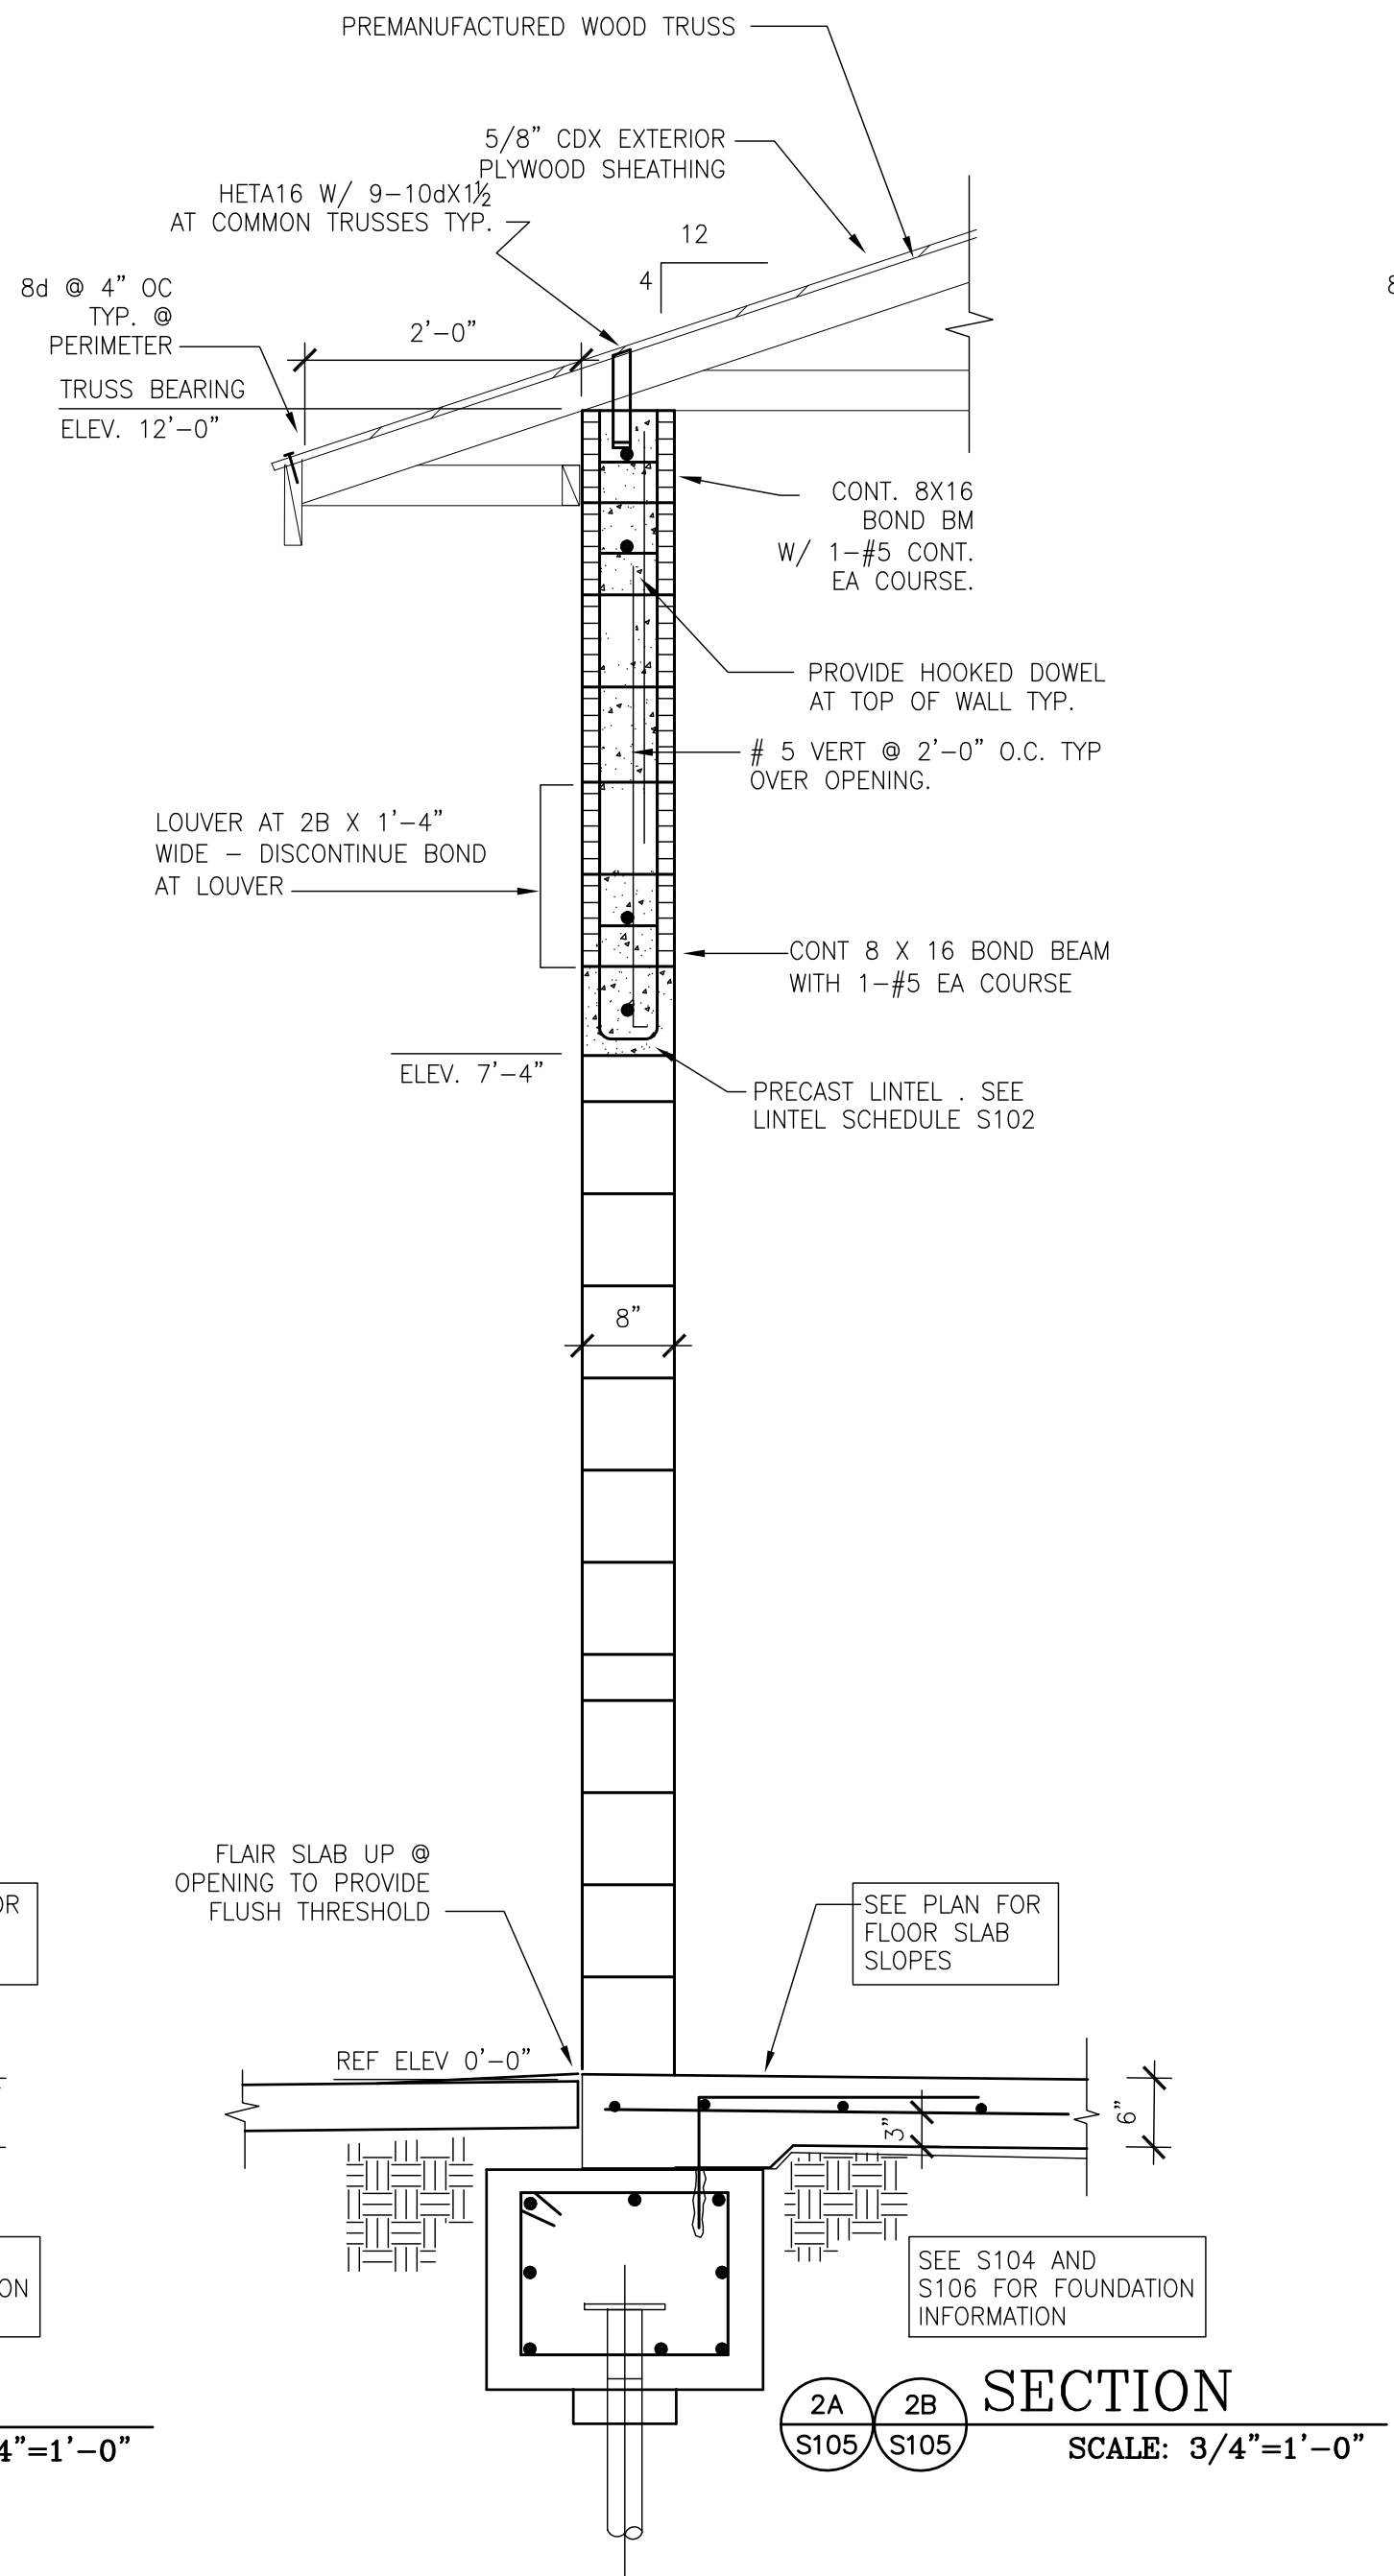 PREMANUFACTURED WOOD TRUSS
5/8" CDX EXTERIOR
PLYWOOD SHEATHING
HETA16 W/ 9-10dX1½
AT COMMON TRUSSES TYP.
12
4
8d @ 4" OC
TYP. @
PERIMETER
2'-0"
TRUSS BEARING
ELEV. 12'-0"
8
CONT. 8X16
BOND BM
W/ 1-#5 CONT.
EA COURSE.
PROVIDE HOOKED DOWEL
AT TOP OF WALL TYP.
# 5 VERT @ 2'-0" O.C. TYP
OVER OPENING.
LOUVER AT 2B X 1'-4"
WIDE - DISCONTINUE BOND
AT LOUVER
CONT 8 X 16 BOND BEAM
WITH 1-#5 EA COURSE
ELEV. 7'-4"
PRECAST LINTEL . SEE
LINTEL SCHEDULE S102
8"
FLAIR SLAB UP @
OPENING TO PROVIDE
FLUSH THRESHOLD
OR
SEE PLAN FOR
FLOOR SLAB
SLOPES
REF ELEV 0'-0"
3"
6"
ON
SEE S104 AND
S106 FOR FOUNDATION
INFORMATION
2A
S105
2B
S105
SECTION
SCALE: 3/4"=1'-0"
4"=1'-0"